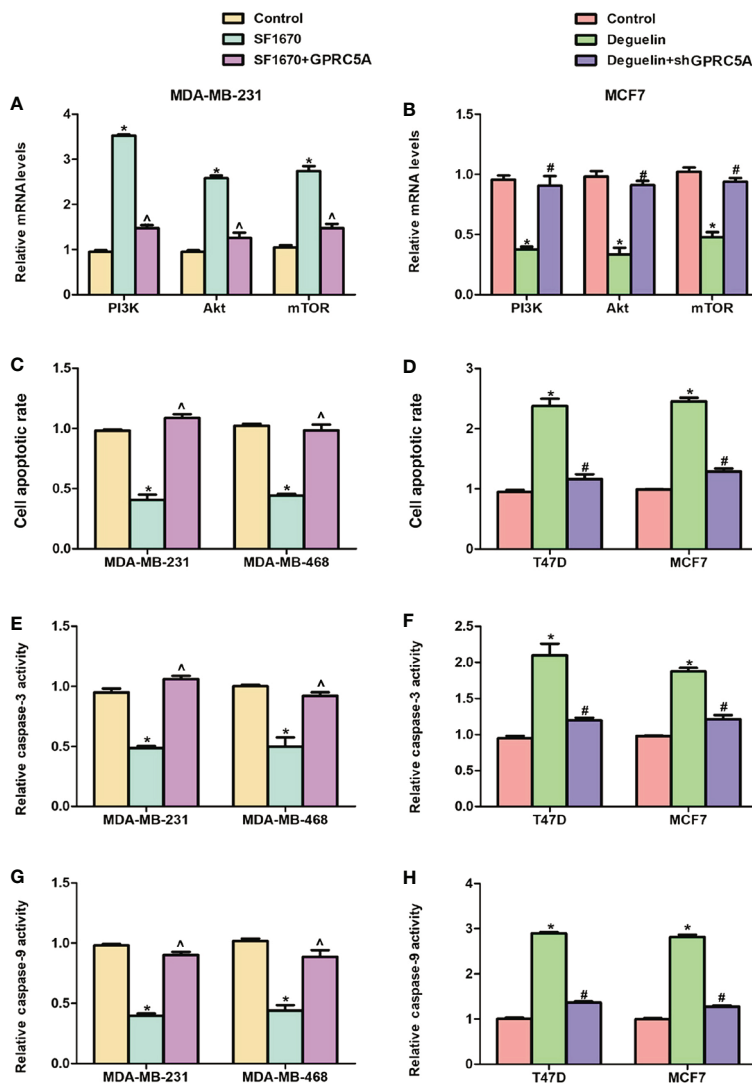 Control
SF1670
SF1670+GPRC5A
Control
Deguelin
Deguelin+shGPRC5A
A
MDA-MB-231
Relative mRNA levels
4
3
2
1
0
*
^
*
^
*
^
PI3K
Akt
mTOR
B
MCF7
Relative mRNA levels
1.5
1.0
0.5
0.0
*
#
*
#
*
#
PI3K
Akt
mTOR
C
Cell apoptotic rate
1.5
1.0
0.5
0.0
*
^
*
^
MDA-MB-231
MDA-MB-468
D
Cell apoptotic rate
3
2
1
0
*
#
*
#
T47D
MCF7
E
Relative caspase-3 activity
1.5
1.0
0.5
0.0
*
^
*
^
MDA-MB-231
MDA-MB-468
F
Relative caspase-3 activity
2.5
2.0
1.5
1.0
0.5
0.0
*
#
*
#
T47D
MCF7
G
Relative caspase-9 activity
1.5
1.0
0.5
0.0
*
^
*
^
MDA-MB-231
MDA-MB-468
H
Relative caspase-9 activity
4
3
2
1
0
*
#
*
#
T47D
MCF7